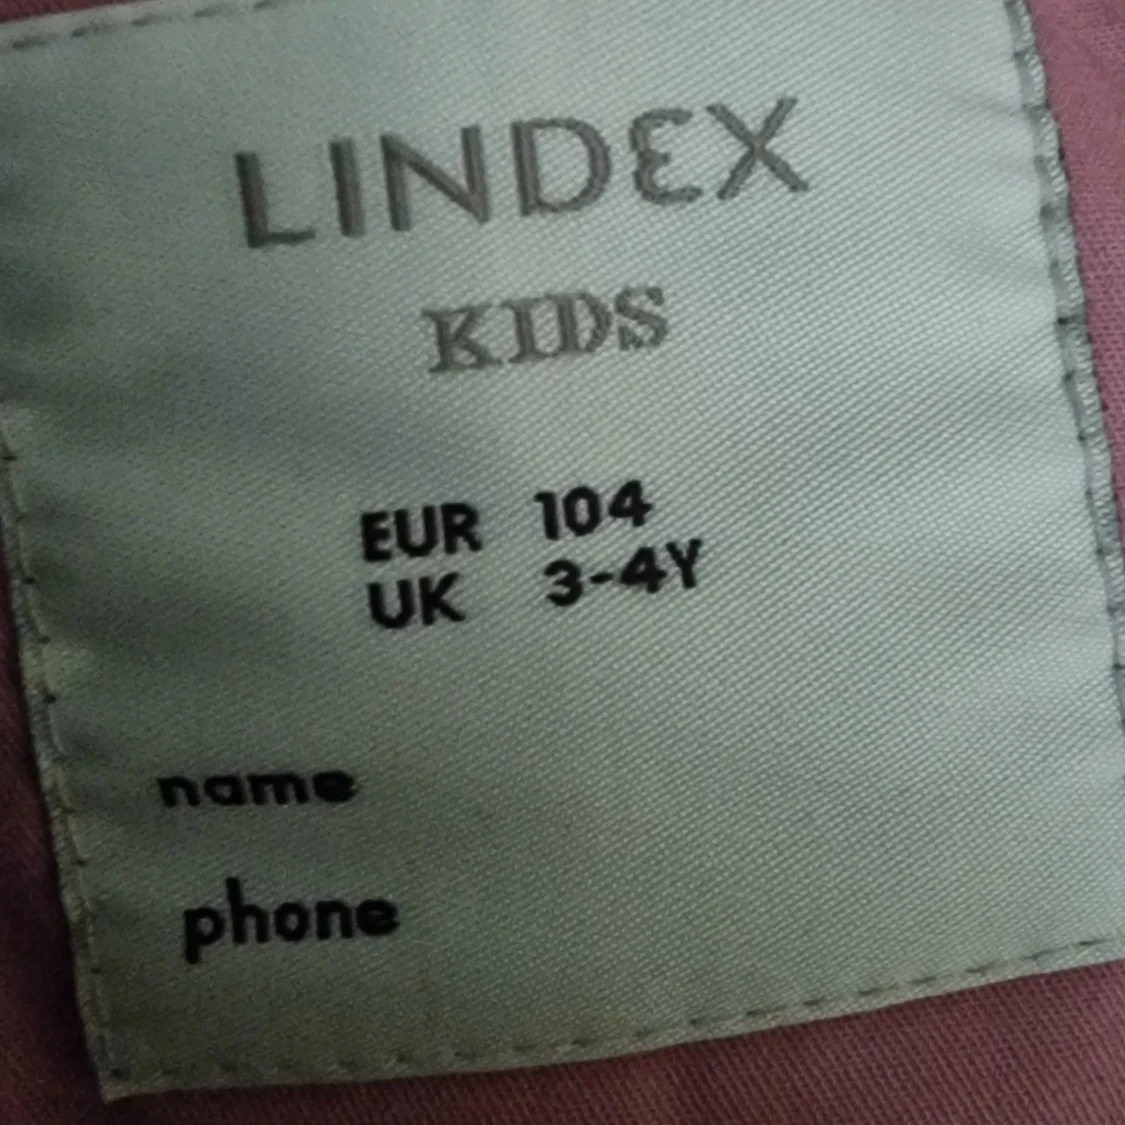 LINDEX
KIDS
EUR 104
UK 3-4Y
name
phone